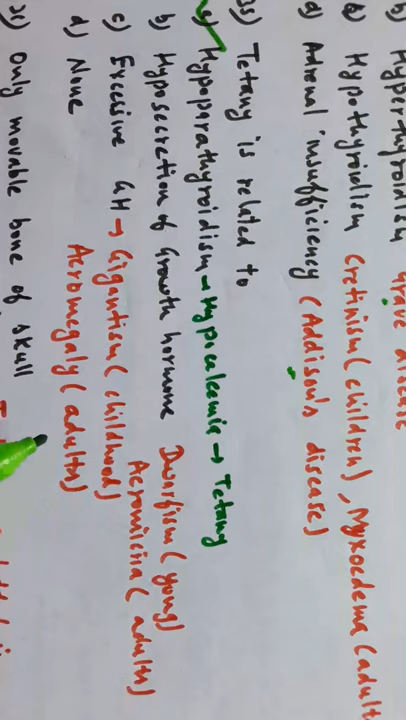 b) Hyperthyroidism Grave disease
c) Hypothyroidism Cretinism (children), Myxoedema (adult
d) Adrenal insufficiency (Addison's disease)
35) Tetany is related to
a) Hypoparathyroidism → Hypocalcemia → Tetany
b) Hyposecretion of Growth hormone Dwarfism (young)
Acromicria (adults)
c) Excessive GH → Gigantism (childhood)
d) None Acromegaly (adults)
Only movable bone of skull